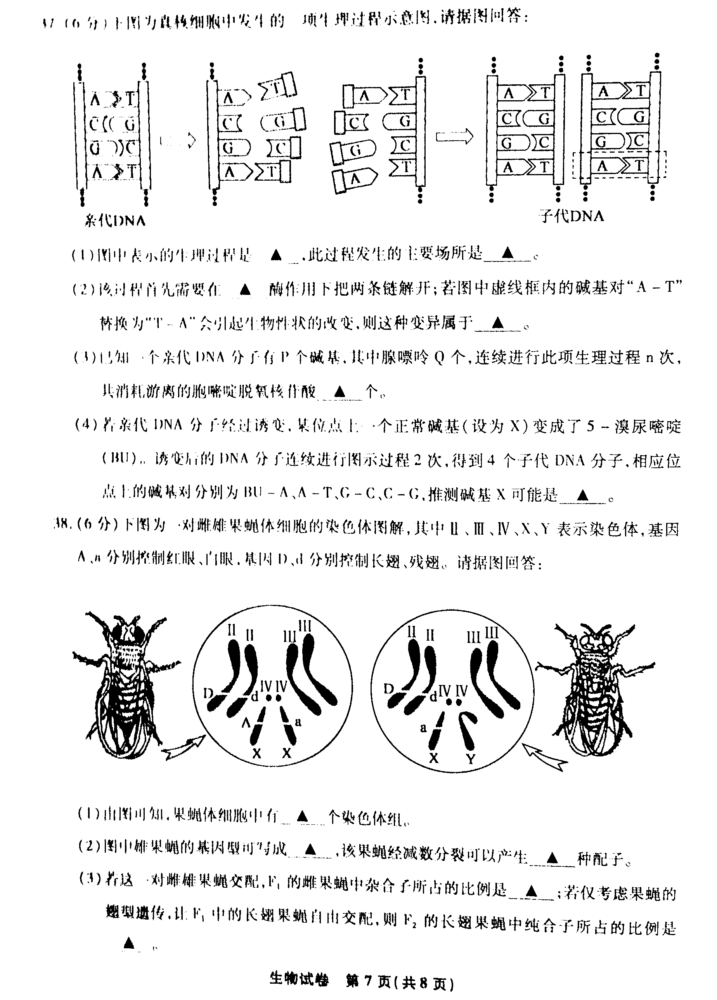 37.(6分)下图为真核细胞中发生的一项生理过程示意图,请据图回答:
A T A T A T A T A T
C G C G C G C G C G
G C G C G C G C G C
A T A T A T A T A T
亲代DNA 子代DNA
(1)图中表示的生理过程是 ▲ ,此过程发生的主要场所是 ▲ 。
(2)该过程首先需要在 ▲ 酶作用下把两条链解开;若图中虚线框内的碱基对“A-T”
替换为“T-A”会引起生物性状的改变,则这种变异属于 ▲ 。
(3)已知一个亲代DNA分子有P个碱基,其中腺嘌呤Q个,连续进行此项生理过程n次,
共消耗游离的胞嘧啶脱氧核苷酸 ▲ 个。
(4)若亲代DNA分子经过诱变,某位点上一个正常碱基(设为X)变成了5-溴尿嘧啶
(BU)。诱变后的DNA分子连续进行图示过程2次,得到4个子代DNA分子,相应位
点上的碱基对分别为BU-A、A-T、G-C、C-G,推测碱基X可能是 ▲ 。
38.(6分)下图为一对雌雄果蝇体细胞的染色体图解,其中Ⅱ、Ⅲ、Ⅳ、X、Y表示染色体,基因
A、a分别控制红眼、白眼,基因D、d分别控制长翅、残翅。请据图回答:
II II III III II II III III
D d IV IV D d IV IV
A a a
X X X Y
(1)由图可知,果蝇体细胞中有 ▲ 个染色体组。
(2)图中雄果蝇的基因型可写成 ▲ ,该果蝇经减数分裂可以产生 ▲ 种配子。
(3)若这一对雌雄果蝇交配,F₁的雌果蝇中杂合子所占的比例是 ▲ ;若仅考虑果蝇的
翅型遗传,让F₁中的长翅果蝇自由交配,则F₂的长翅果蝇中纯合子所占的比例是
▲ 。
生物试卷 第7页(共8页)